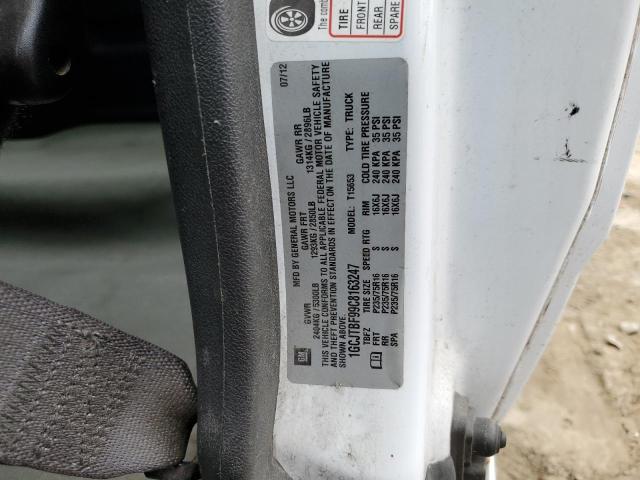 The comb
TIRE
FRONT
REAR
SPARE
MFD BY GENERAL MOTORS LLC
07/12
GVWR GAWR FRT GAWR RR
2404KG / 5300LB 1293KG / 2850LB 1314KG / 2896LB
THIS VEHICLE CONFORMS TO ALL APPLICABLE FEDERAL MOTOR VEHICLE SAFETY
AND THEFT PREVENTION STANDARDS IN EFFECT ON THE DATE OF MANUFACTURE
SHOWN ABOVE.
GM
1GCJTBF99C8163247 MODEL: T15653 TYPE: TRUCK
TBFZ TIRE SIZE SPEED RTG RIM COLD TIRE PRESSURE
FRT P235/75R16 S 16X6J 240 KPA 35 PSI
RR P235/75R16 S 16X6J 240 KPA 35 PSI
SPA P235/75R16 S 16X6J 240 KPA 35 PSI